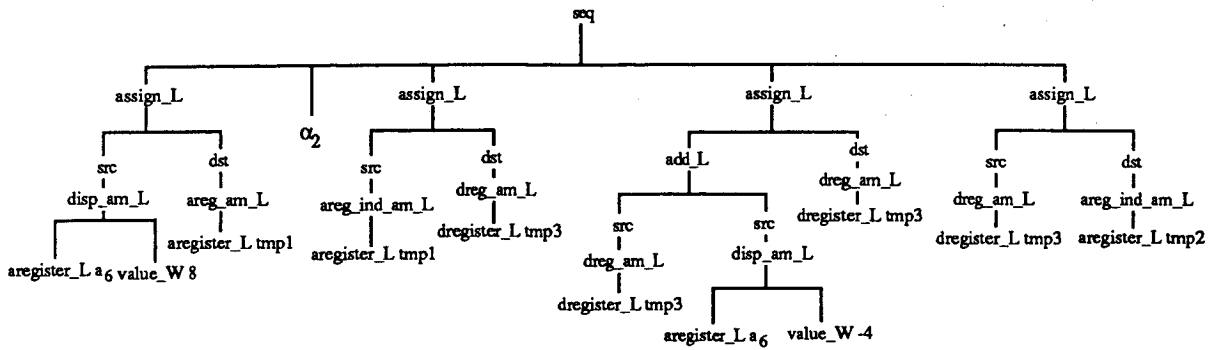 seq
assign_L assign_L assign_L assign_L
α2
src dst src dst add_L dst src dst
disp_am_L areg_am_L areg_ind_am_L dreg_am_L dreg_am_L dreg_am_L areg_ind_am_L
aregister_L tmp1 aregister_L tmp1 dregister_L tmp3 src src dregister_L tmp3 dregister_L tmp3 aregister_L tmp2
aregister_L a6 value_W 8 dreg_am_L disp_am_L
dregister_L tmp3
aregister_L a6 value_W -4